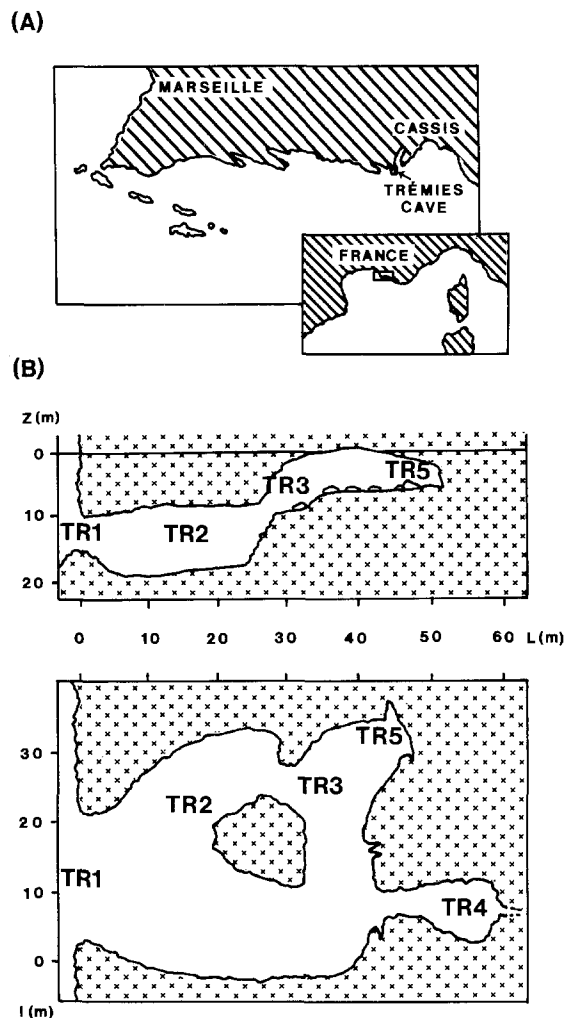 (A)
MARSEILLE
CASSIS
TRÉMIES
CAVE
FRANCE
(B)
Z (m)
0
10
20
TR1
TR2
TR3
TR5
0 10 20 30 40 50 60 L (m)
30
20
10
0
TR1
TR2
TR3
TR5
TR4
l (m)